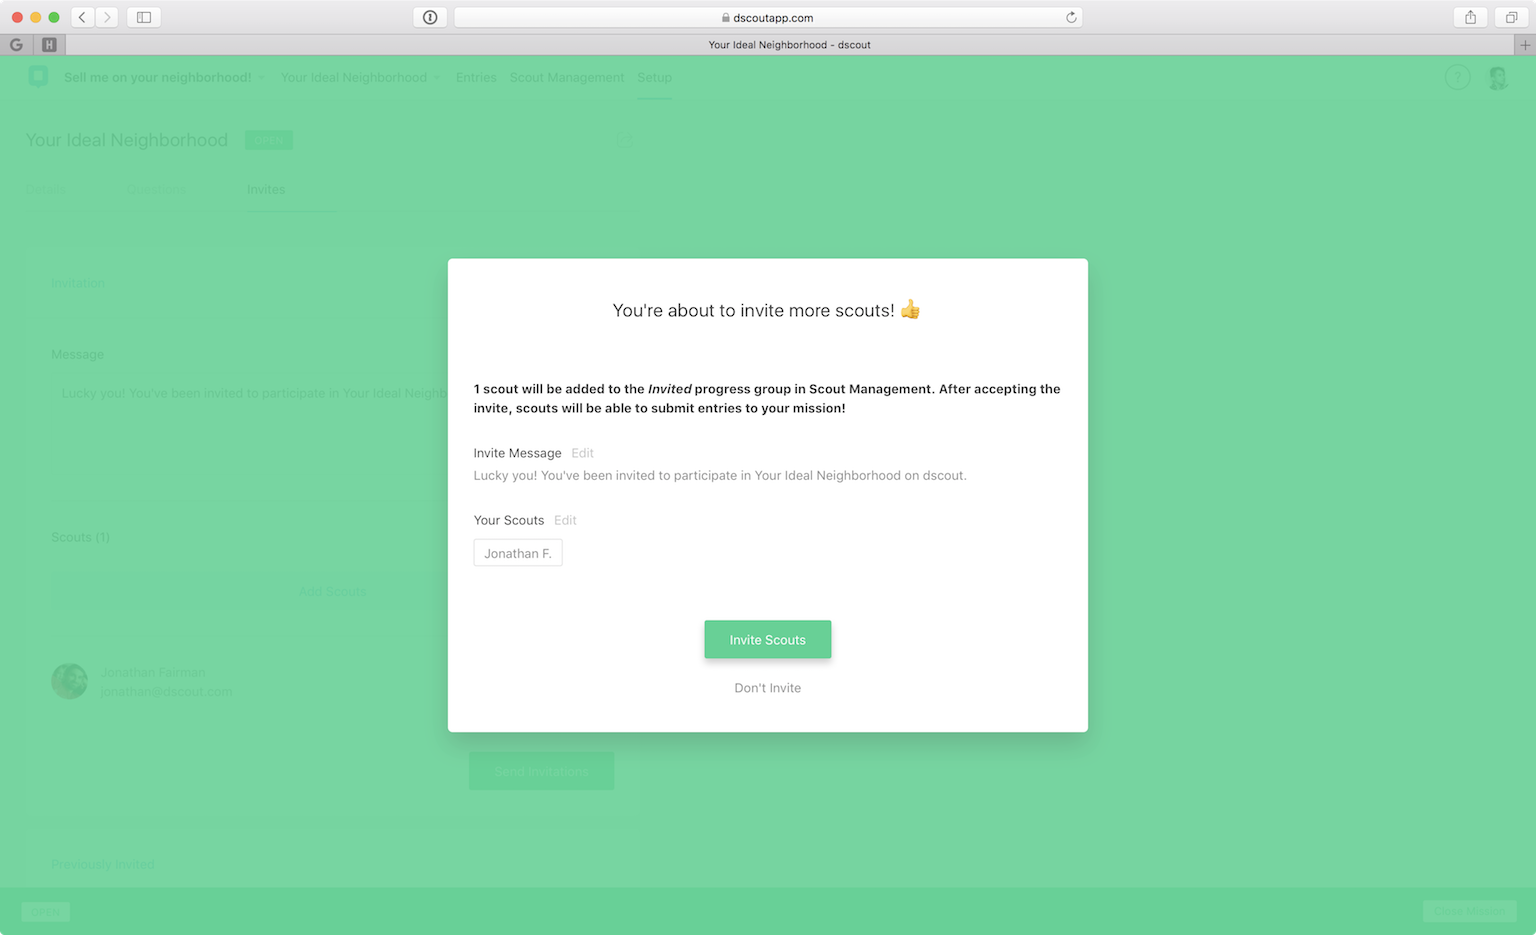 dscoutapp.com
G
H
Your Ideal Neighborhood - dscout
Sell me on your neighborhood!
Your Ideal Neighborhood
Entries
Scout Management
Setup
?
Your Ideal Neighborhood
OPEN
Details
Questions
Invites
Invitation
Message
Lucky you! You've been invited to participate in Your Ideal Neighb
Scouts (1)
Add Scouts
Jonathan Fairman
jonathan@dscout.com
Send Invitations
Previously Invited
You're about to invite more scouts! 👍
1 scout will be added to the Invited progress group in Scout Management. After accepting the
invite, scouts will be able to submit entries to your mission!
Invite Message Edit
Lucky you! You've been invited to participate in Your Ideal Neighborhood on dscout.
Your Scouts Edit
Jonathan F.
Invite Scouts
Don't Invite
Close Mission